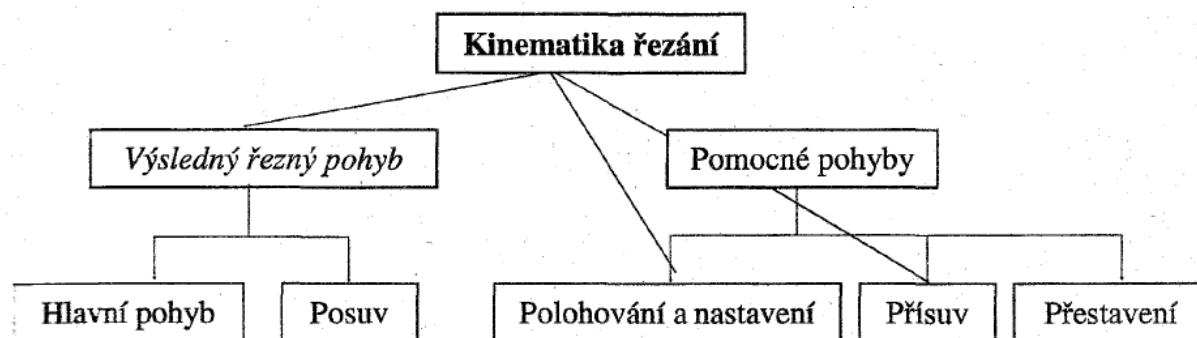 Kinematika řezání
Výsledný řezný pohyb
Pomocné pohyby
Hlavní pohyb
Posuv
Polohování a nastavení
Přísuv
Přestavení